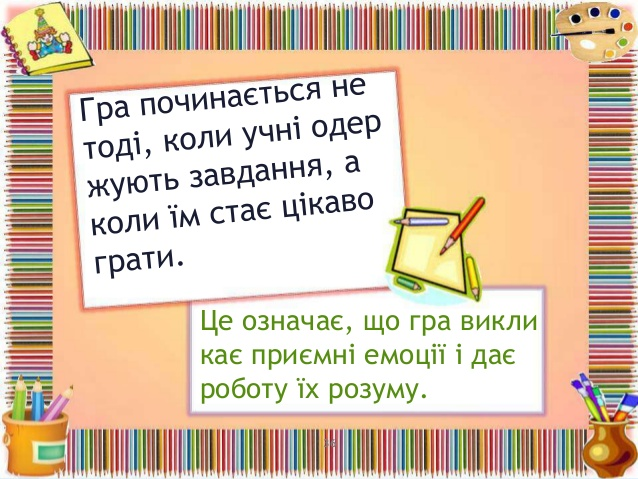 Гра починається не
тоді, коли учні одер
жують завдання, а
коли їм стає цікаво
грати.
Це означає, що гра викли
кає приємні емоції і дає
роботу їх розуму.